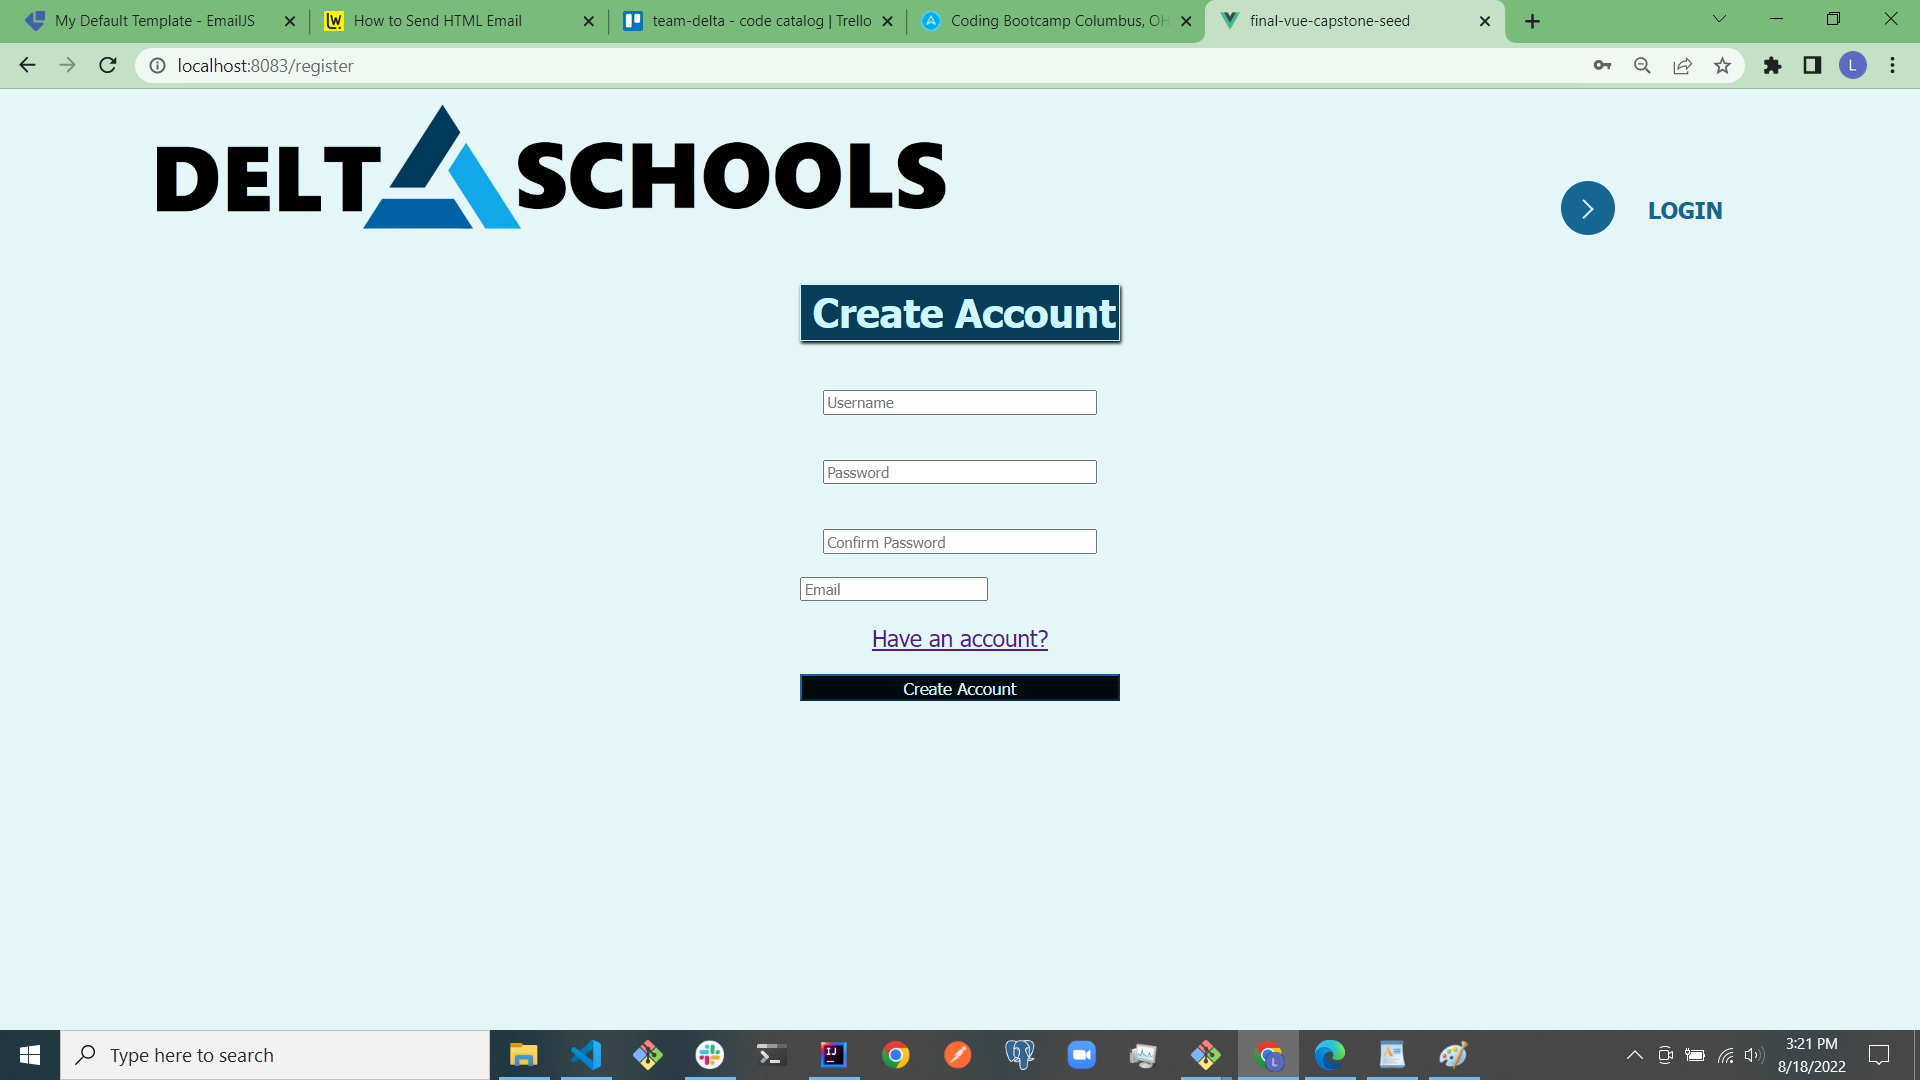 My Default Template - EmailJS
How to Send HTML Email
team-delta - code catalog | Trello
Coding Bootcamp Columbus, OH
final-vue-capstone-seed
localhost:8083/register
L
DELT SCHOOLS
LOGIN
Create Account
Username
Password
Confirm Password
Email
Have an account?
Create Account
Type here to search
3:21 PM
8/18/2022